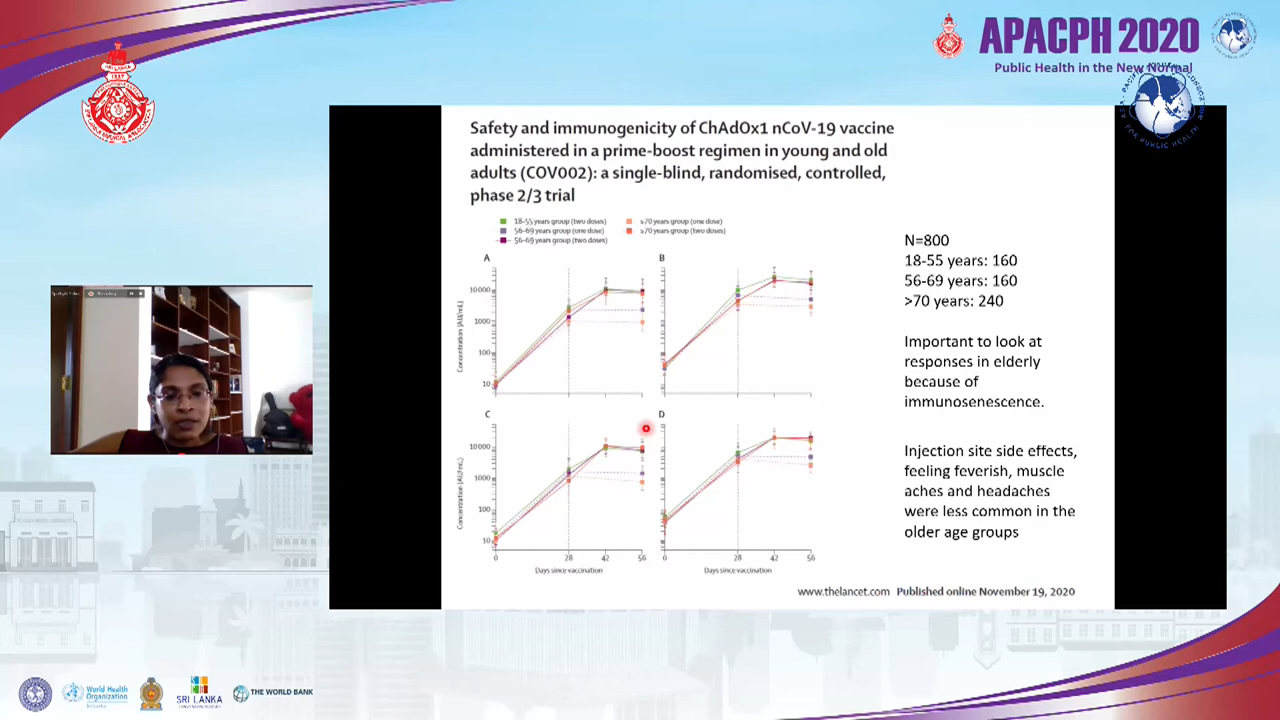 APACPH 2020
Public Health in the New Normal
Safety and immunogenicity of ChAdOx1 nCoV-19 vaccine
administered in a prime-boost regimen in young and old
adults (COV002): a single-blind, randomised, controlled,
phase 2/3 trial
18-55 years group (two doses)
56-69 years group (one dose)
56-69 years group (two doses)
≥70 years group (one dose)
≥70 years group (two doses)
A
B
10000
1000
100
10
Concentration (AU/mL)
C
D
10000
1000
100
10
Concentration (AU/mL)
0 28 42 56
Days since vaccination
0 28 42 56
Days since vaccination
N=800
18-55 years: 160
56-69 years: 160
>70 years: 240
Important to look at
responses in elderly
because of
immunosenescence.
Injection site side effects,
feeling feverish, muscle
aches and headaches
were less common in the
older age groups
www.thelancet.com Published online November 19, 2020
World Health
Organization
Sri Lanka
SRI LANKA
THE WORLD BANK